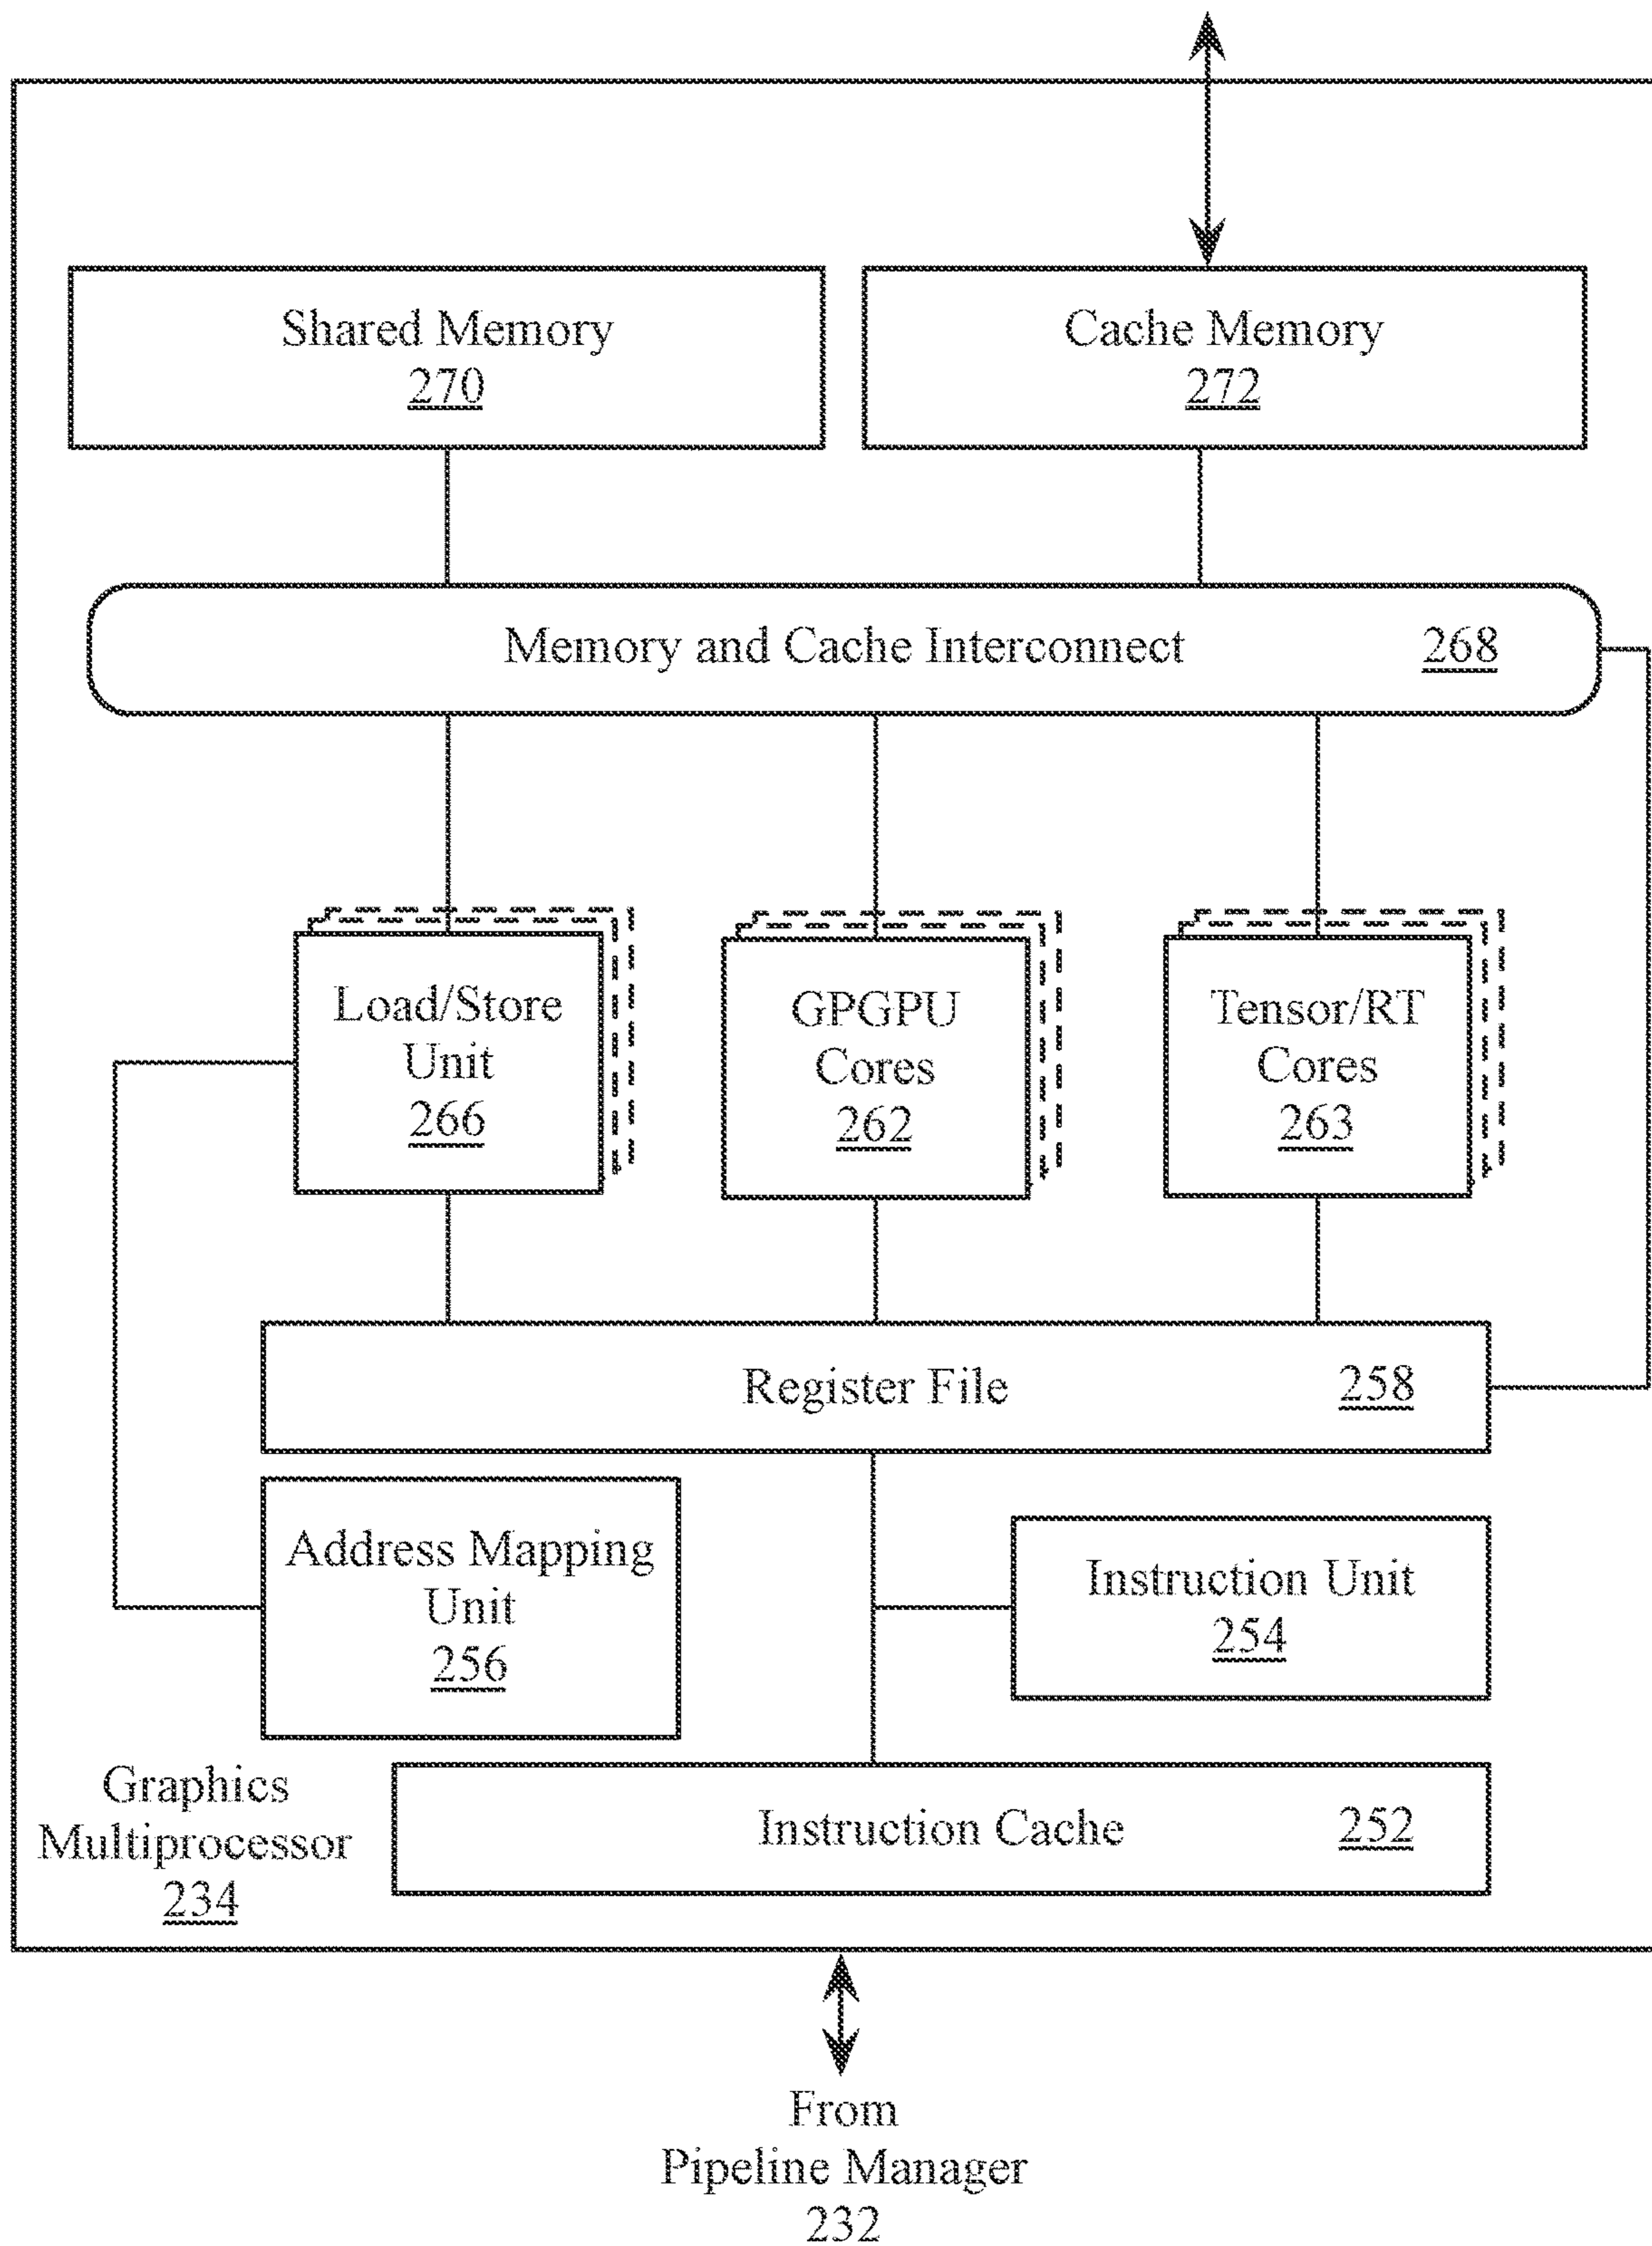 Shared Memory
270
Cache Memory
272
Memory and Cache Interconnect 268
Load/Store
Unit
266
GPGPU
Cores
262
Tensor/RT
Cores
263
Register File 258
Address Mapping
Unit
256
Instruction Unit
254
Graphics
Multiprocessor
234
Instruction Cache 252
From
Pipeline Manager
232